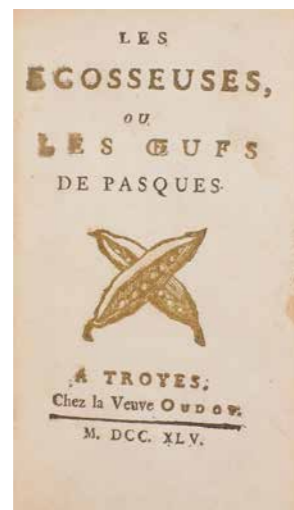 LES
ECOSSEUSES,
OU
LES ŒUFS
DE PASQUES.
A TROYES,
Chez la Veuve OUDOT.
M. DCC. XLV.